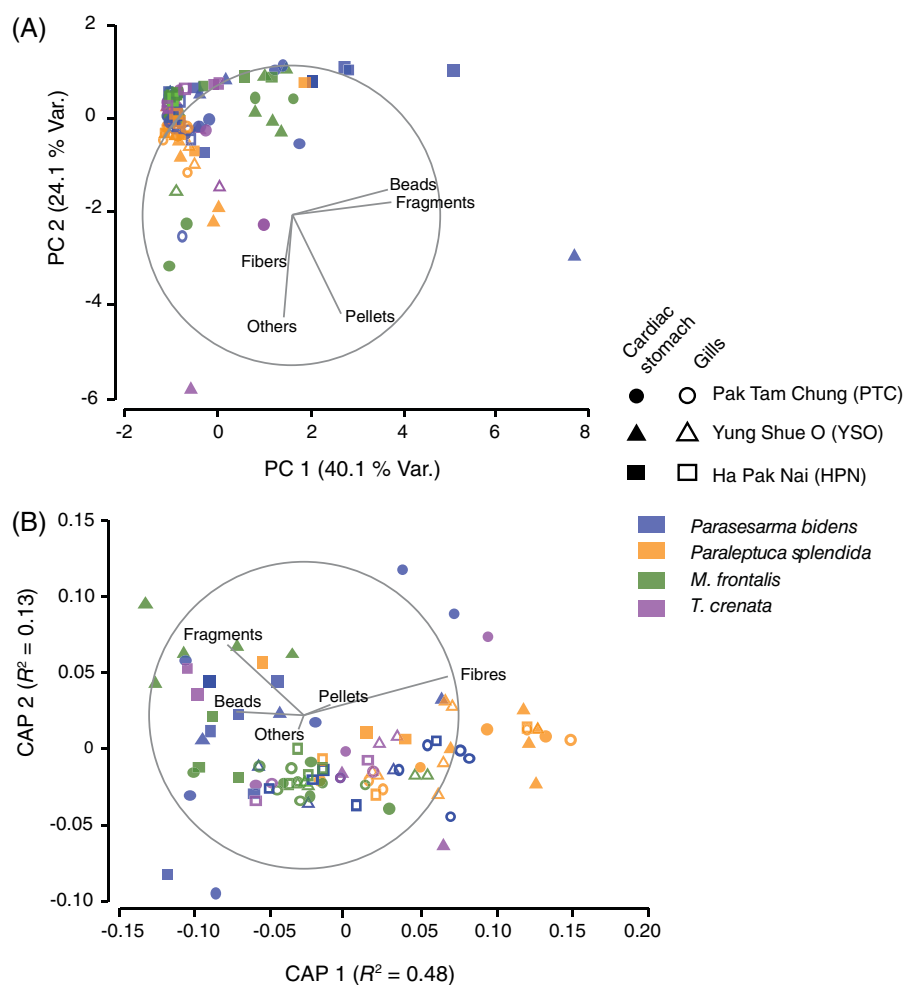 (A)
2
0
-2
-4
-6
PC 2 (24.1 % Var.)
Beads
Fragments
Fibers
Others
Pellets
-2
0
2
4
6
8
PC 1 (40.1 % Var.)
Cardiac
stomach
Gills
Pak Tam Chung (PTC)
Yung Shue O (YSO)
Ha Pak Nai (HPN)
Parasesarma bidens
Paraleptuca splendida
M. frontalis
T. crenata
(B)
0.15
0.10
0.05
0
-0.05
-0.10
CAP 2 (R² = 0.13)
Fragments
Fibres
Beads
Pellets
Others
-0.15
-0.10
-0.05
0
0.05
0.10
0.15
0.20
CAP 1 (R² = 0.48)